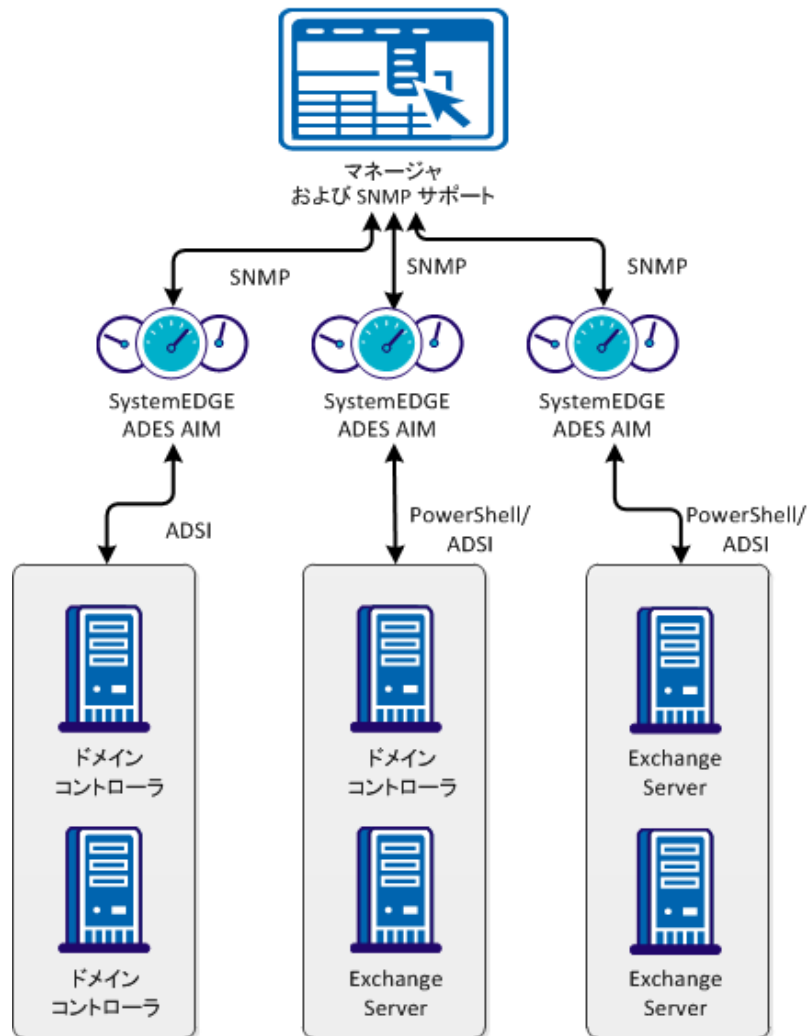 マネージャ
および SNMP サポート
SNMP
SNMP
SNMP
SystemEDGE
ADES AIM
SystemEDGE
ADES AIM
SystemEDGE
ADES AIM
ADSI
PowerShell/
ADSI
PowerShell/
ADSI
ドメイン
コントローラ
ドメイン
コントローラ
Exchange
Server
ドメイン
コントローラ
Exchange
Server
Exchange
Server